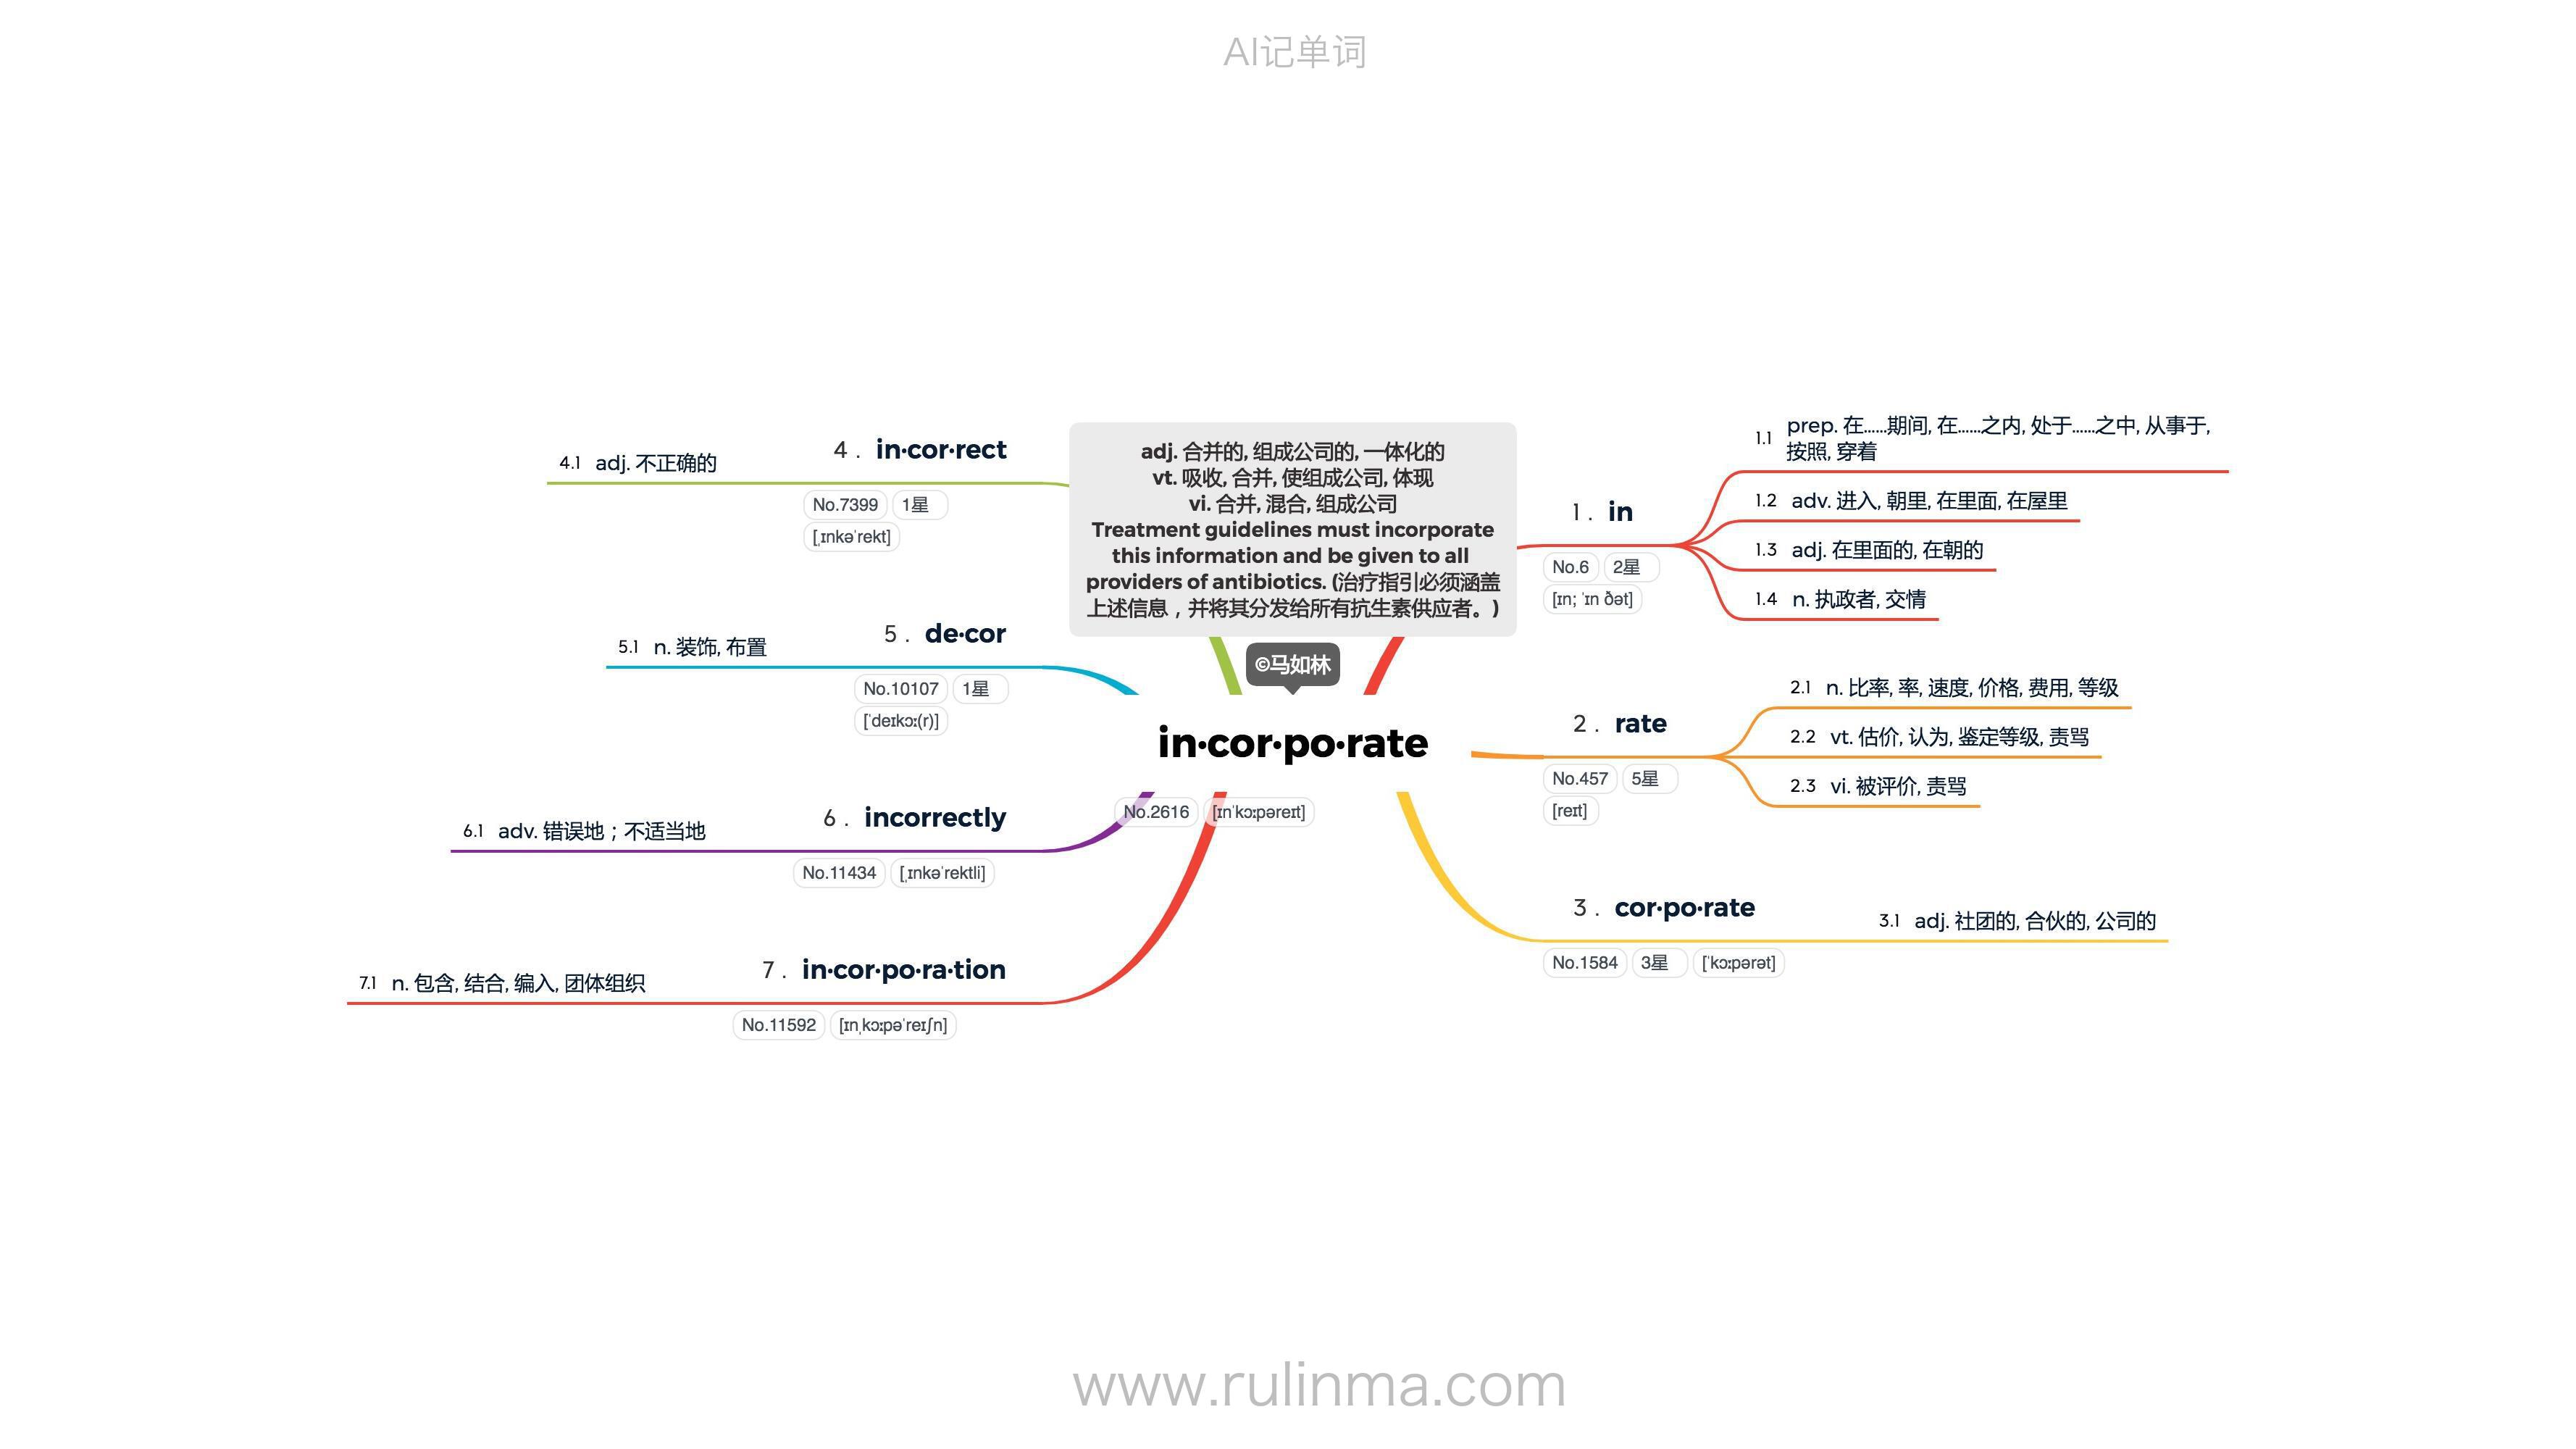 AI记单词
adj. 合并的, 组成公司的, 一体化的
vt. 吸收, 合并, 使组成公司, 体现
vi. 合并, 混合, 组成公司
Treatment guidelines must incorporate
this information and be given to all
providers of antibiotics. (治疗指引必须涵盖
上述信息，并将其分发给所有抗生素供应者。)
©马如林
in·cor·po·rate
No.2616 [ɪnˈkɔːpəreɪt]
1 . in
No.6 2星
[ɪn; ˈɪn ðət]
1.1 prep. 在……期间, 在……之内, 处于……之中, 从事于,
按照, 穿着
1.2 adv. 进入, 朝里, 在里面, 在屋里
1.3 adj. 在里面的, 在朝的
1.4 n. 执政者, 交情
2 . rate
No.457 5星
[reɪt]
2.1 n. 比率, 率, 速度, 价格, 费用, 等级
2.2 vt. 估价, 认为, 鉴定等级, 责骂
2.3 vi. 被评价, 责骂
3 . cor·po·rate
No.1584 3星 [ˈkɔːpərət]
3.1 adj. 社团的, 合伙的, 公司的
4 . in·cor·rect
No.7399 1星
[ˌɪnkəˈrekt]
4.1 adj. 不正确的
5 . de·cor
No.10107 1星
[ˈdeɪkɔː(r)]
5.1 n. 装饰, 布置
6 . incorrectly
No.11434 [ˌɪnkəˈrektli]
6.1 adv. 错误地；不适当地
7 . in·cor·po·ra·tion
No.11592 [ɪnˌkɔːpəˈreɪʃn]
7.1 n. 包含, 结合, 编入, 团体组织
www.rulinma.com